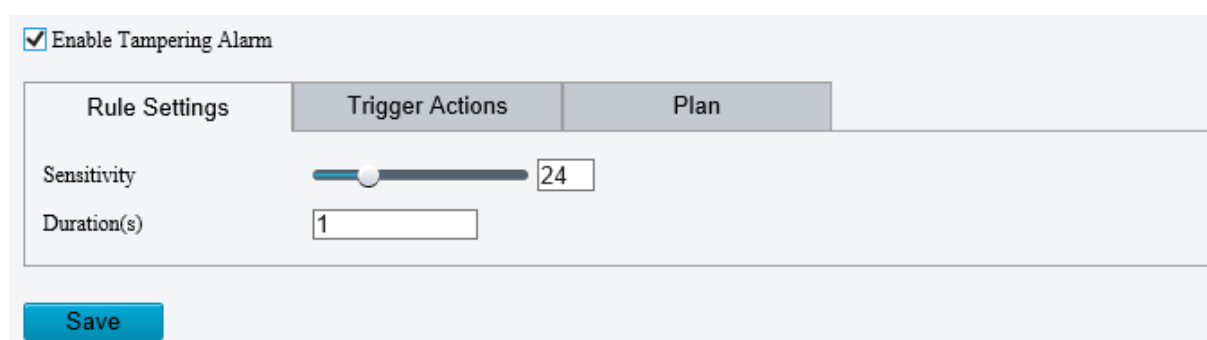 Enable Tampering Alarm
Rule Settings Trigger Actions Plan
Sensitivity 24
Duration(s) 1
Save